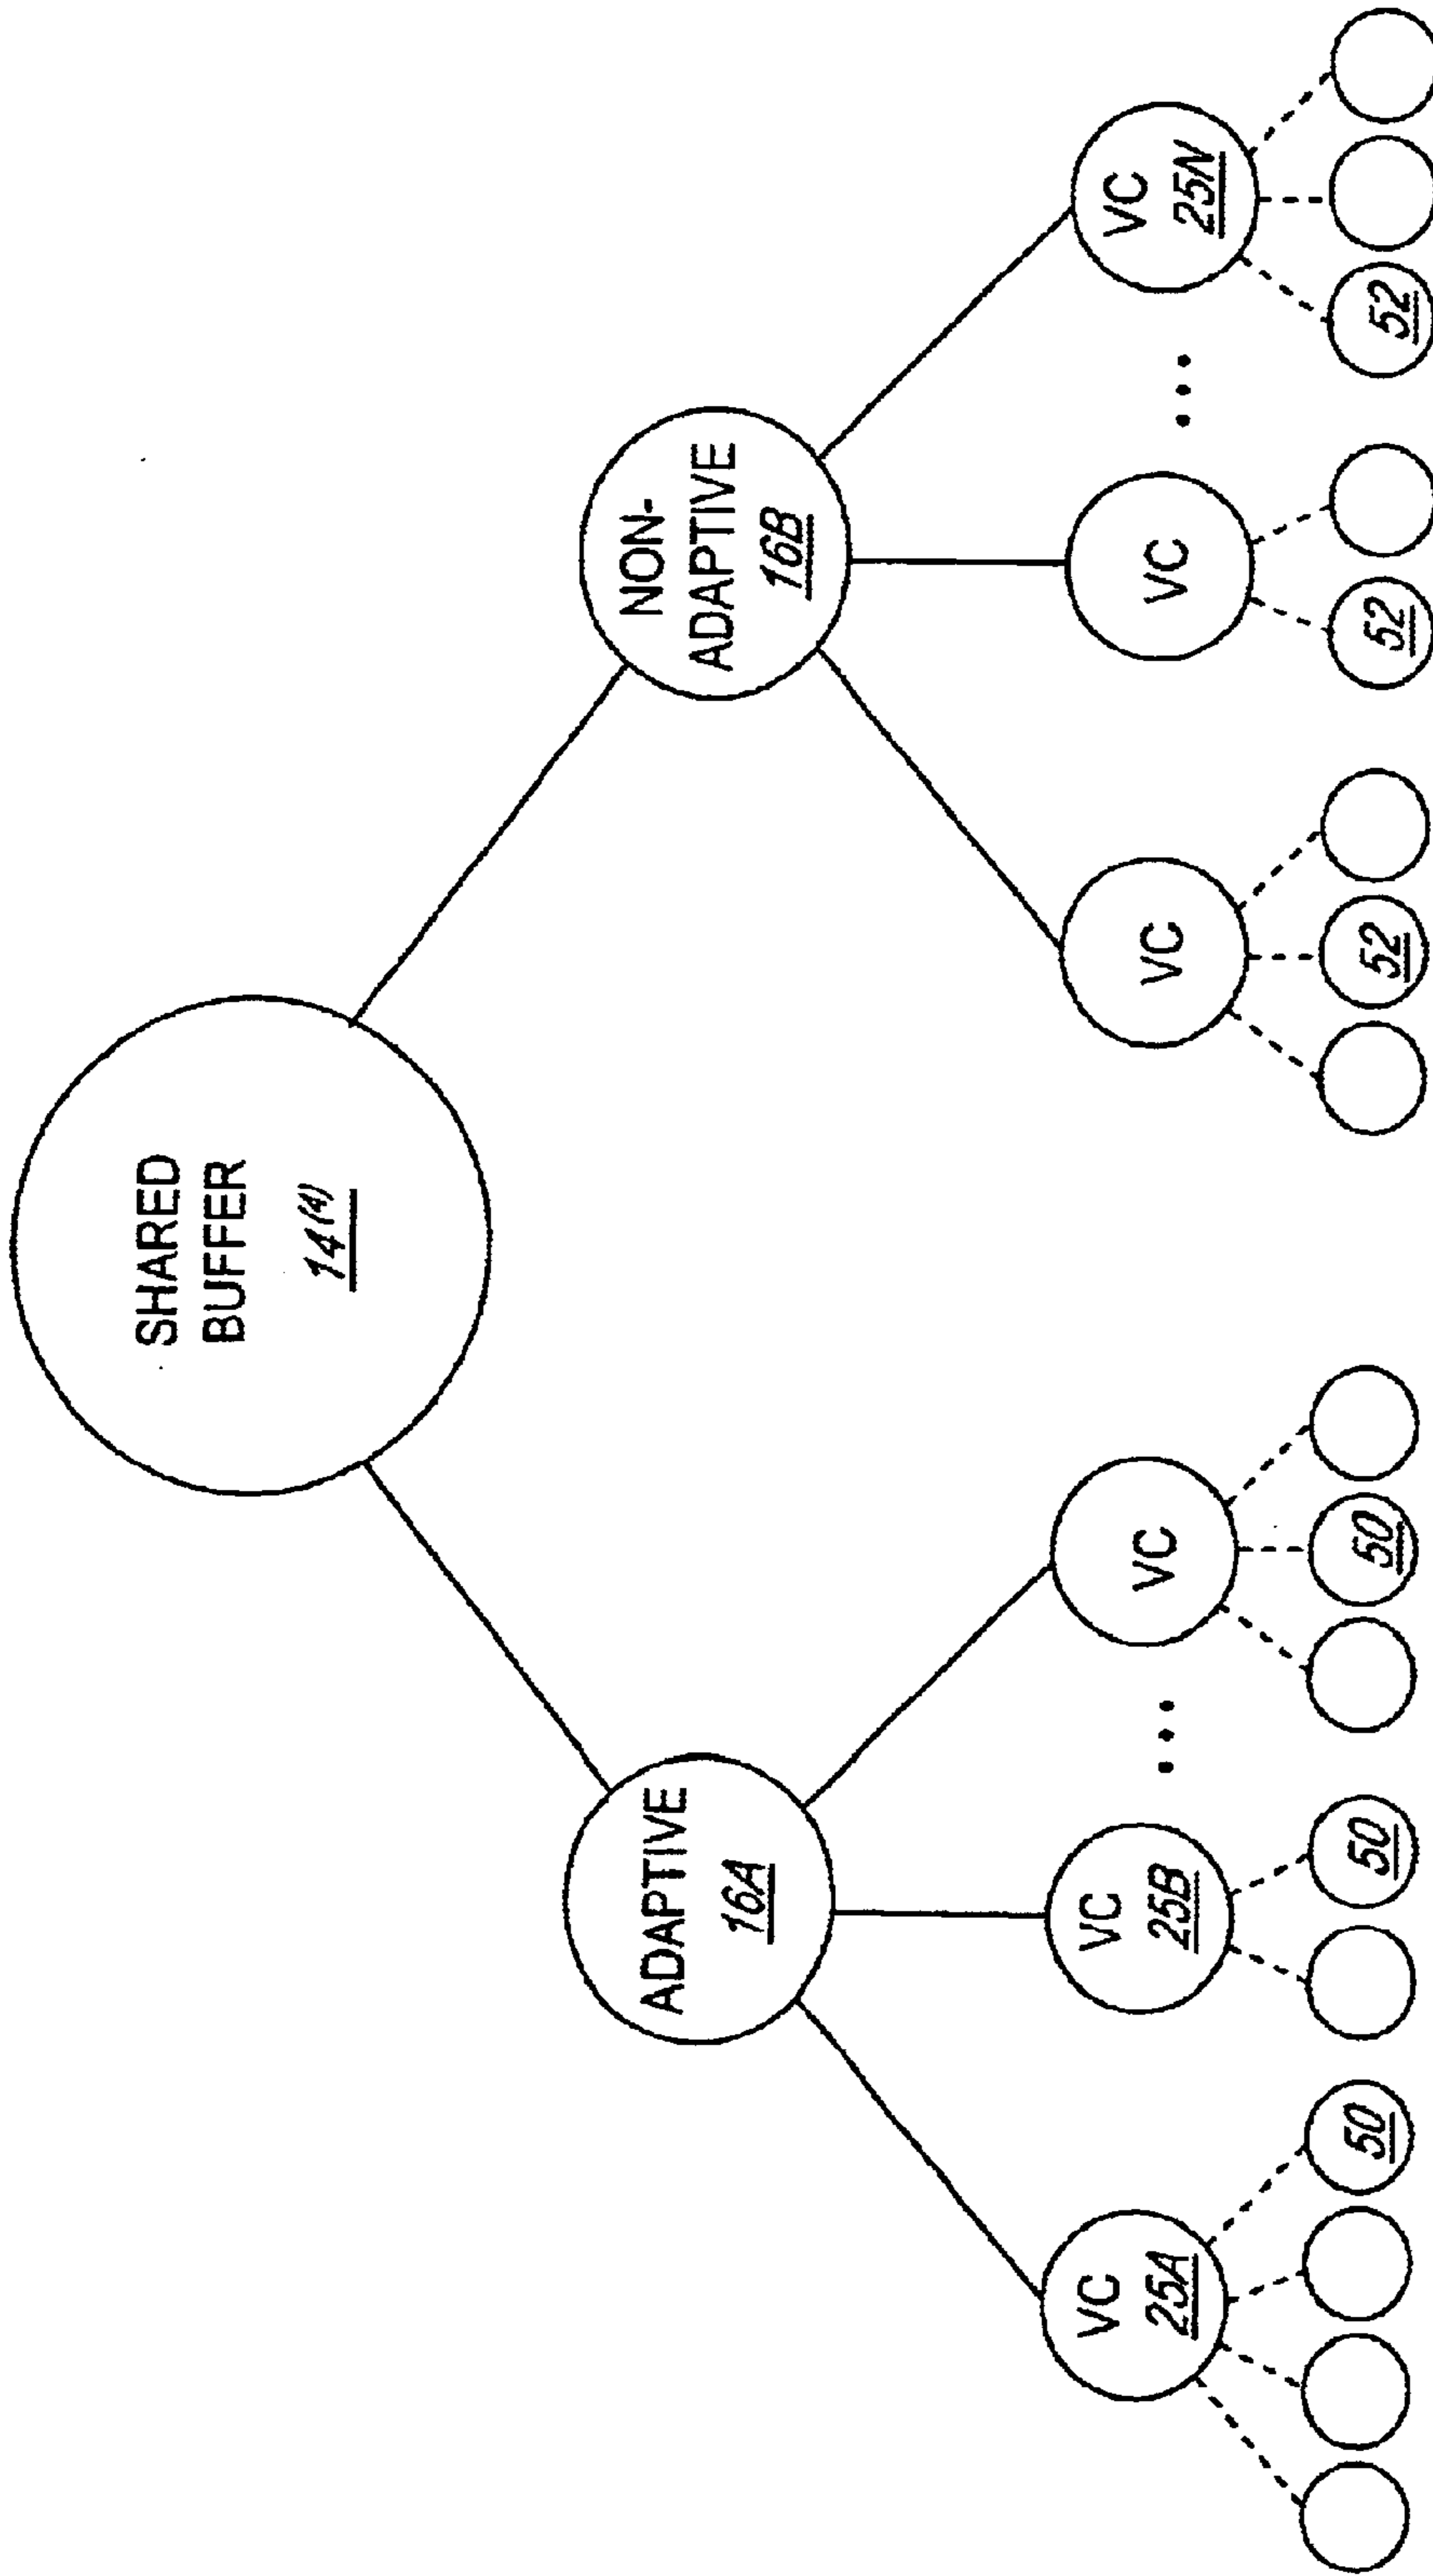 SHARED
BUFFER
14(4)
ADAPTIVE
16A
NON-
ADAPTIVE
16B
VC
25A
VC
25B
...
VC
VC
VC
...
VC
25N
50
50
50
52
52
52